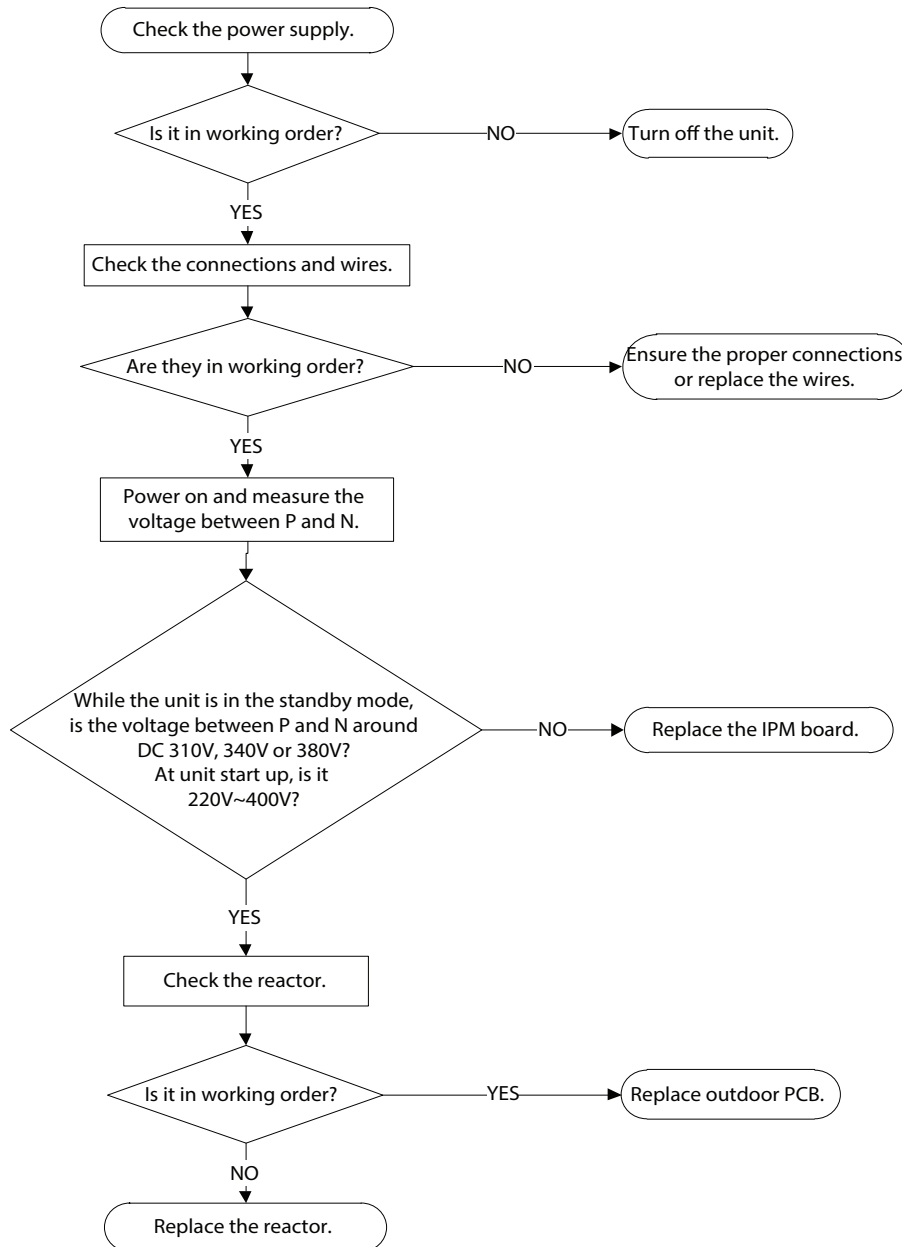 Check the power supply.
Is it in working order?
NO
Turn off the unit.
YES
Check the connections and wires.
Are they in working order?
NO
Ensure the proper connections
or replace the wires.
YES
Power on and measure the
voltage between P and N.
While the unit is in the standby mode,
is the voltage between P and N around
DC 310V, 340V or 380V?
At unit start up, is it
220V~400V?
NO
Replace the IPM board.
YES
Check the reactor.
Is it in working order?
YES
Replace outdoor PCB.
NO
Replace the reactor.